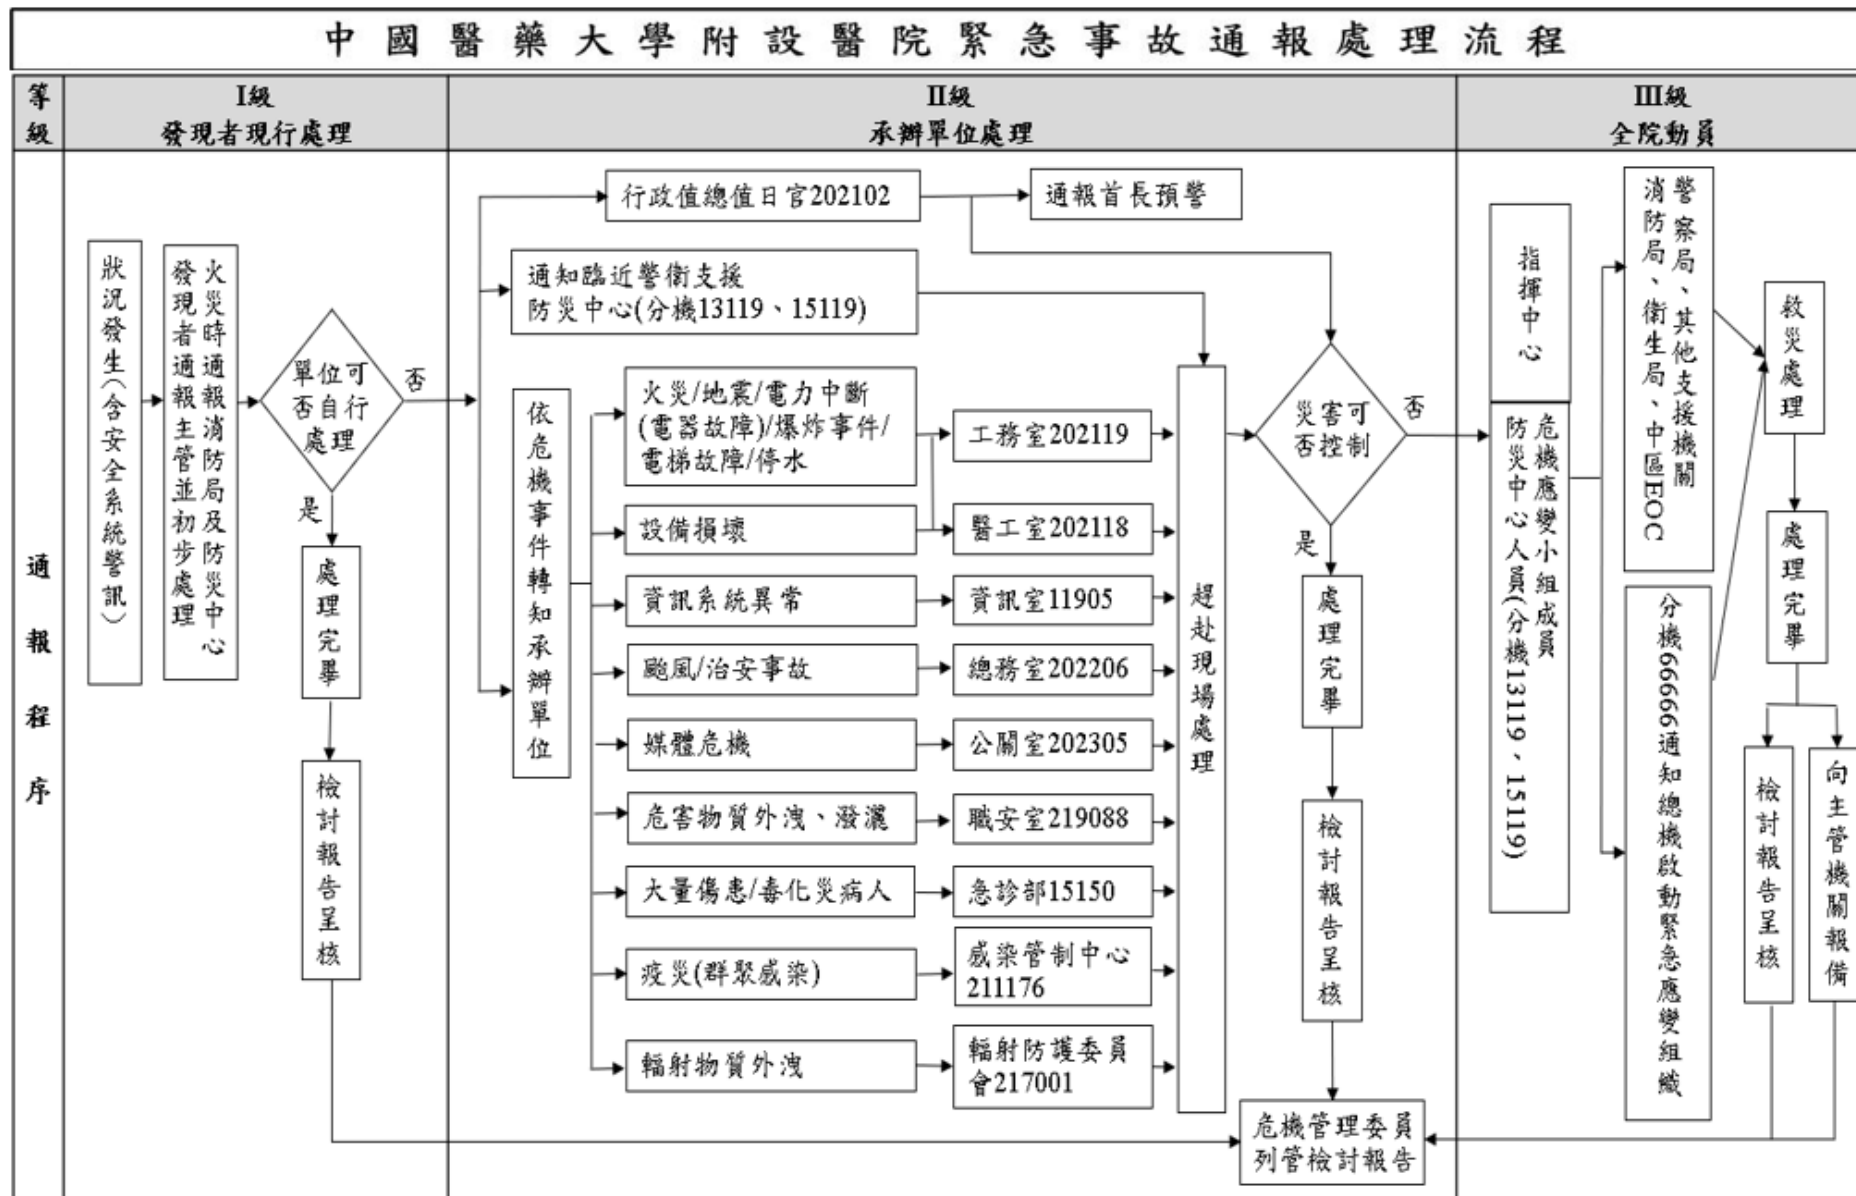 中國醫藥大學附設醫院緊急事故通報處理流程
等級
I級
發現者現行處理
II級
承辦單位處理
III級
全院動員
通報程序
狀況發生(含安全系統警訊)
火災時通報消防局及防災中心
發現者通報主管並初步處理
單位可
否自行
處理
否
是
處理完畢
檢討報告呈核
行政值總值日官202102
通報首長預警
通知臨近警衛支援
防災中心(分機13119、15119)
依危機事件轉知承辦單位
火災/地震/電力中斷
(電器故障)/爆炸事件/
電梯故障/停水
工務室202119
設備損壞
醫工室202118
資訊系統異常
資訊室11905
颱風/治安事故
總務室202206
媒體危機
公關室202305
危害物質外洩、潑灑
職安室219088
大量傷患/毒化災病人
急診部15150
疫災(群聚感染)
感染管制中心
211176
輻射物質外洩
輻射防護委員
會217001
趕赴現場處理
災害可
否控制
否
是
處理完畢
檢討報告呈核
危機管理委員
列管檢討報告
指揮中心
危機應變小組成員
防災中心人員(分機13119、15119)
警察局、其他支援機關
消防局、衛生局、中區EOC
分機66666通知總機啟動緊急應變組織
救災處理
處理完畢
檢討報告呈核
向主管機關報備